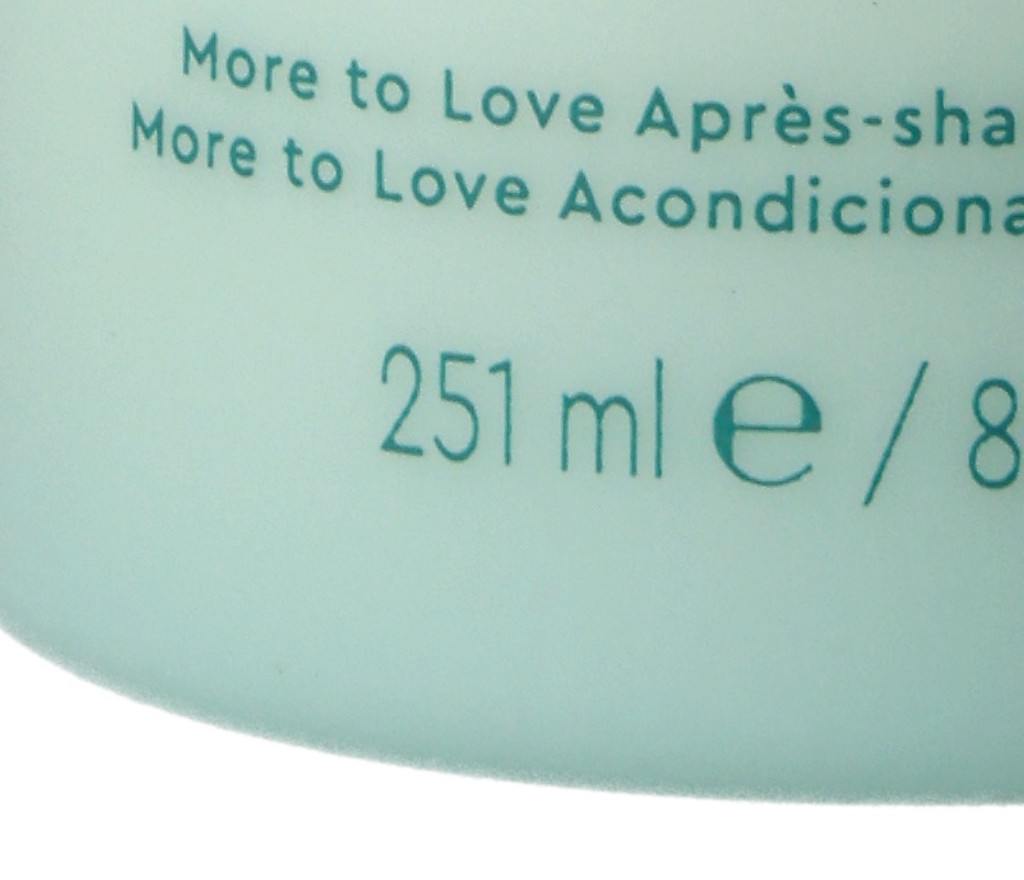 More to Love Après-sha
More to Love Acondiciona
251 ml e / 8